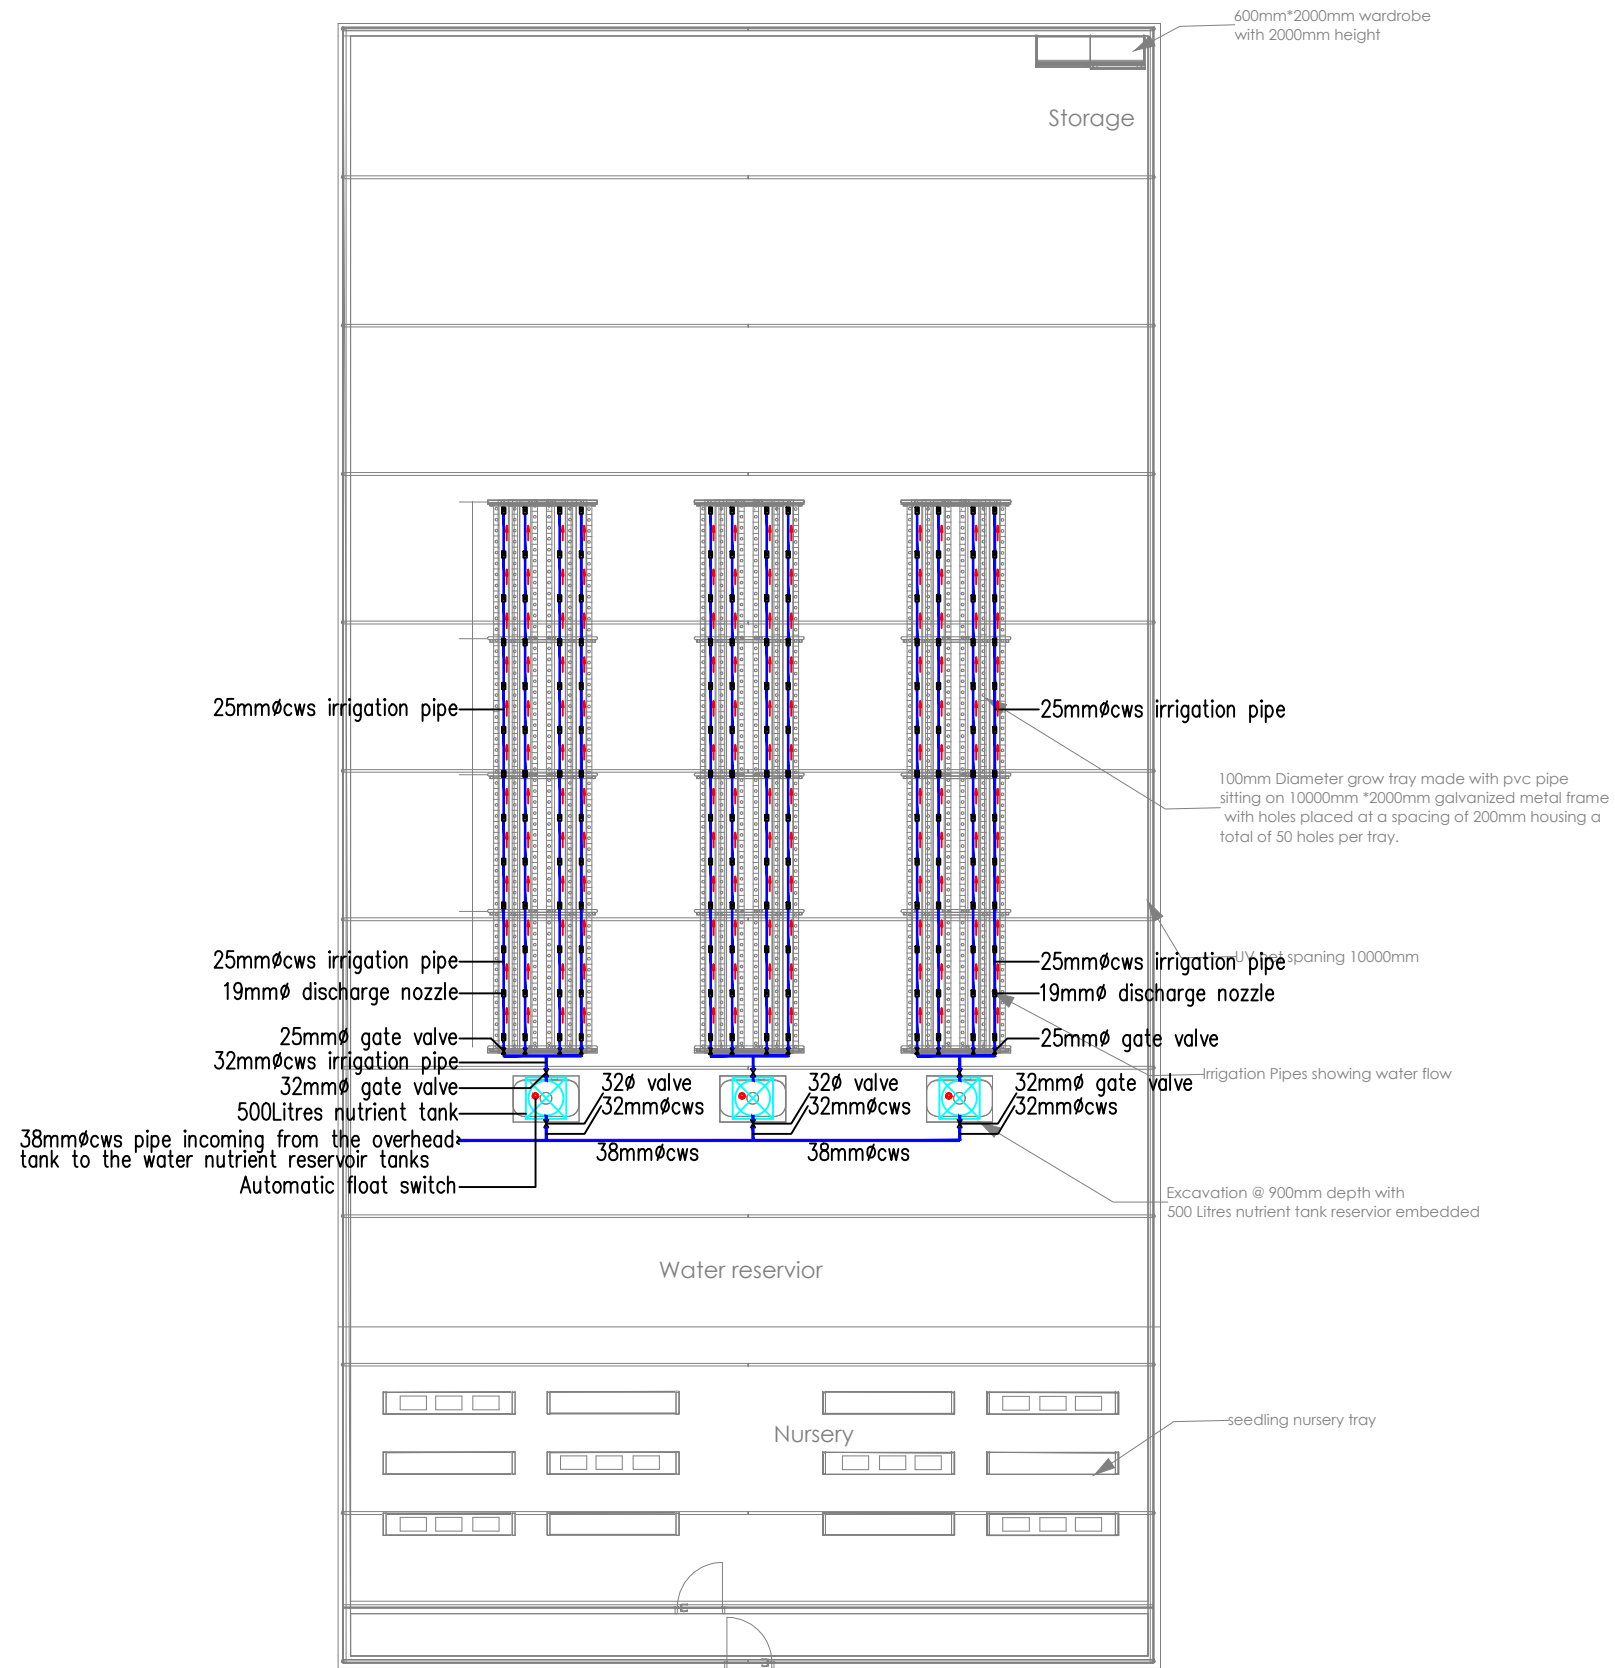 600mm*2000mm wardrobe
with 2000mm height
Storage
25mmØcws irrigation pipe
25mmØcws irrigation pipe
100mm Diameter grow tray made with pvc pipe
sitting on 10000mm *2000mm galvanized metal frame
with holes placed at a spacing of 200mm housing a
total of 50 holes per tray.
25mmØcws irrigation pipe
25mmØcws irrigation pipe
UV net spaning 10000mm
19mmØ discharge nozzle
19mmØ discharge nozzle
25mmØ gate valve
25mmØ gate valve
32mmØcws irrigation pipe
Irrigation Pipes showing water flow
32mmØ gate valve
32Ø valve
32Ø valve
32mmØ gate valve
500Litres nutrient tank
32mmØcws
32mmØcws
32mmØcws
38mmØcws pipe incoming from the overhead
tank to the water nutrient reservoir tanks
38mmØcws
38mmØcws
Automatic float switch
Excavation @ 900mm depth with
500 Litres nutrient tank reservior embedded
Water reservior
Nursery
seedling nursery tray